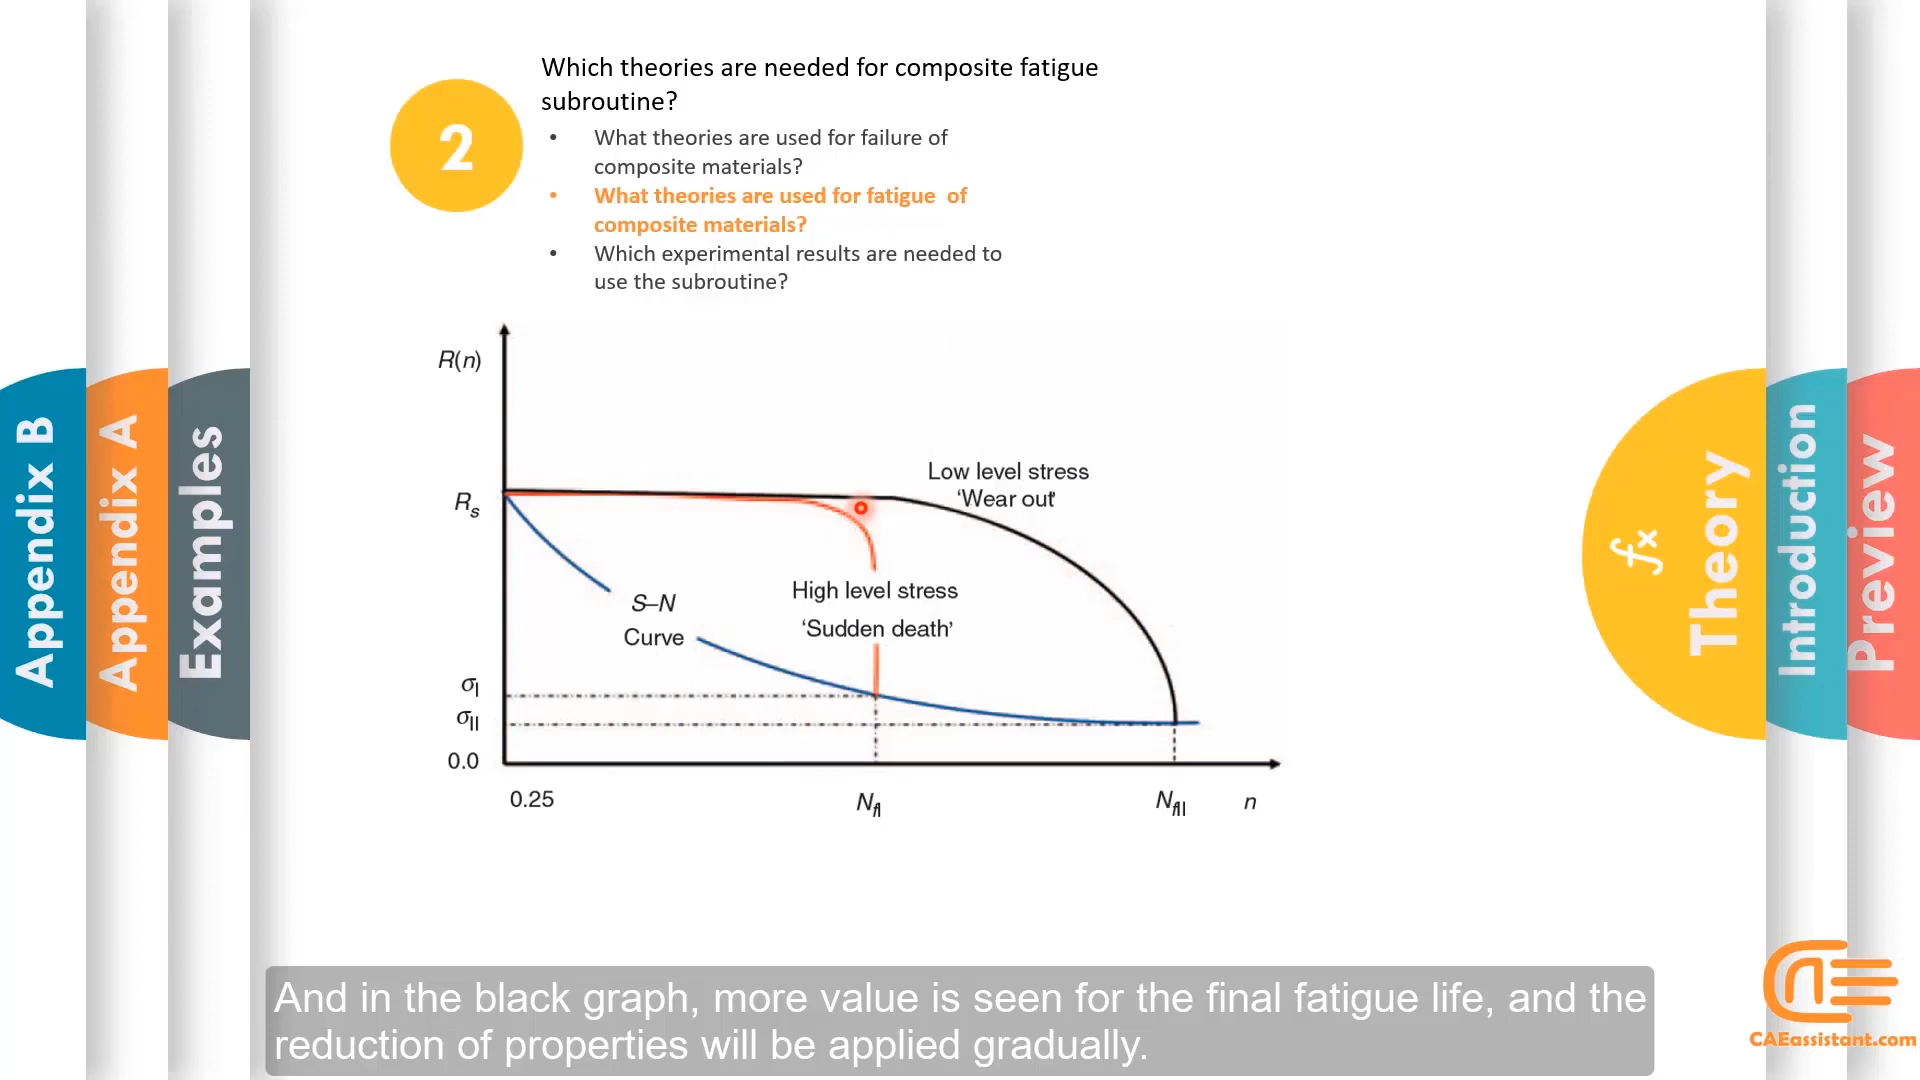 Which theories are needed for composite fatigue
subroutine?
2
• What theories are used for failure of
composite materials?
• What theories are used for fatigue of
composite materials?
• Which experimental results are needed to
use the subroutine?
Appendix B
Appendix A
Examples
R(n)
Rs
Low level stress
'Wear out'
S–N
Curve
High level stress
'Sudden death'
σI
σII
0.0
0.25
NfI
NfII
n
fx
Theory
Introduction
Preview
And in the black graph, more value is seen for the final fatigue life, and the
reduction of properties will be applied gradually.
CAEassistant.com